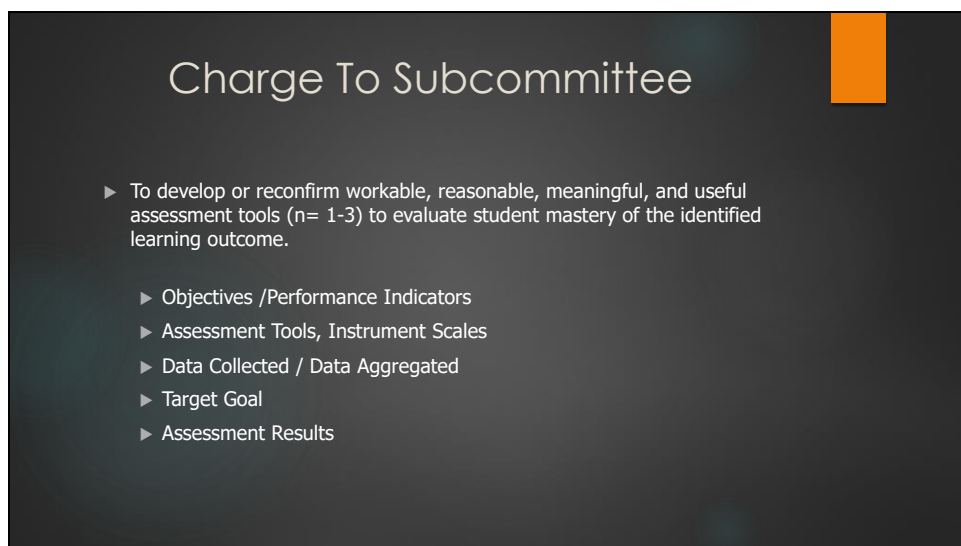 Charge To Subcommittee
To develop or reconfirm workable, reasonable, meaningful, and useful
assessment tools (n= 1-3) to evaluate student mastery of the identified
learning outcome.
Objectives /Performance Indicators
Assessment Tools, Instrument Scales
Data Collected / Data Aggregated
Target Goal
Assessment Results